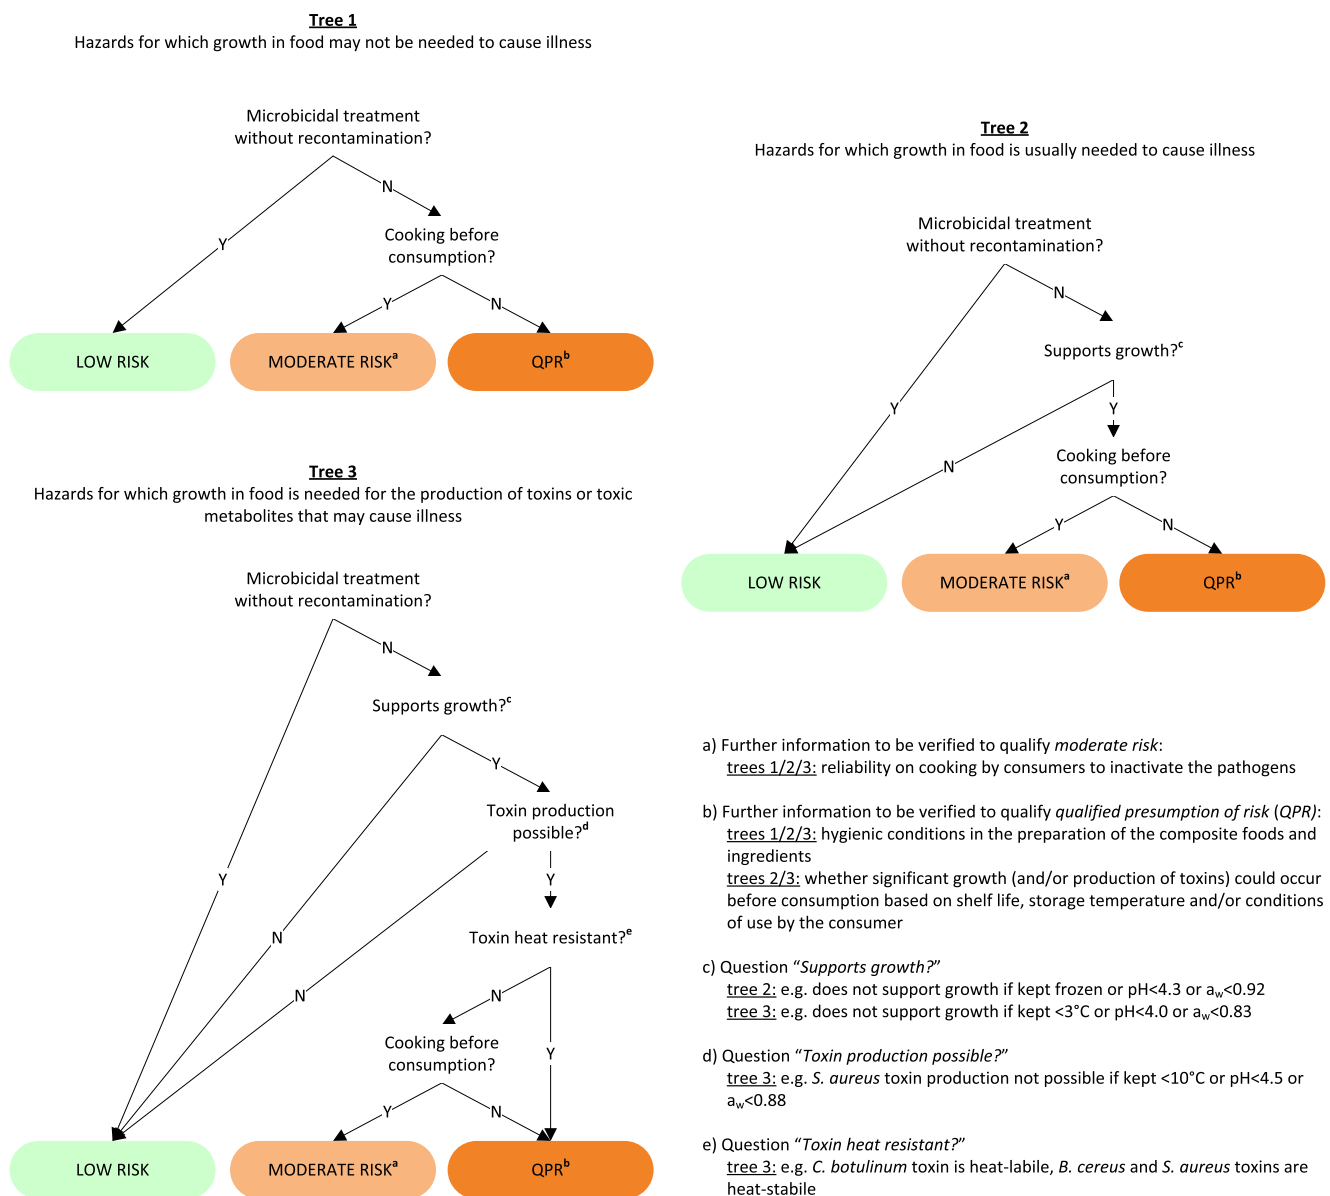 Tree 1
Hazards for which growth in food may not be needed to cause illness
Microbicidal treatment
without recontamination?
N
Y
Cooking before
consumption?
Y
N
LOW RISK
MODERATE RISKa
QPRb
Tree 2
Hazards for which growth in food is usually needed to cause illness
Microbicidal treatment
without recontamination?
N
Supports growth?c
Y
Y
N
Cooking before
consumption?
Y
N
LOW RISK
MODERATE RISKa
QPRb
Tree 3
Hazards for which growth in food is needed for the production of toxins or toxic
metabolites that may cause illness
Microbicidal treatment
without recontamination?
N
Supports growth?c
Y
Toxin production
possible?d
Y
Y
N
Toxin heat resistant?e
N
N
Cooking before
consumption?
Y
Y
N
LOW RISK
MODERATE RISKa
QPRb
a) Further information to be verified to qualify moderate risk:
trees 1/2/3: reliability on cooking by consumers to inactivate the pathogens
b) Further information to be verified to qualify qualified presumption of risk (QPR):
trees 1/2/3: hygienic conditions in the preparation of the composite foods and
ingredients
trees 2/3: whether significant growth (and/or production of toxins) could occur
before consumption based on shelf life, storage temperature and/or conditions
of use by the consumer
c) Question “Supports growth?”
tree 2: e.g. does not support growth if kept frozen or pH<4.3 or aw<0.92
tree 3: e.g. does not support growth if kept <3°C or pH<4.0 or aw<0.83
d) Question “Toxin production possible?”
tree 3: e.g. S. aureus toxin production not possible if kept <10°C or pH<4.5 or
aw<0.88
e) Question “Toxin heat resistant?”
tree 3: e.g. C. botulinum toxin is heat-labile, B. cereus and S. aureus toxins are
heat-stabile